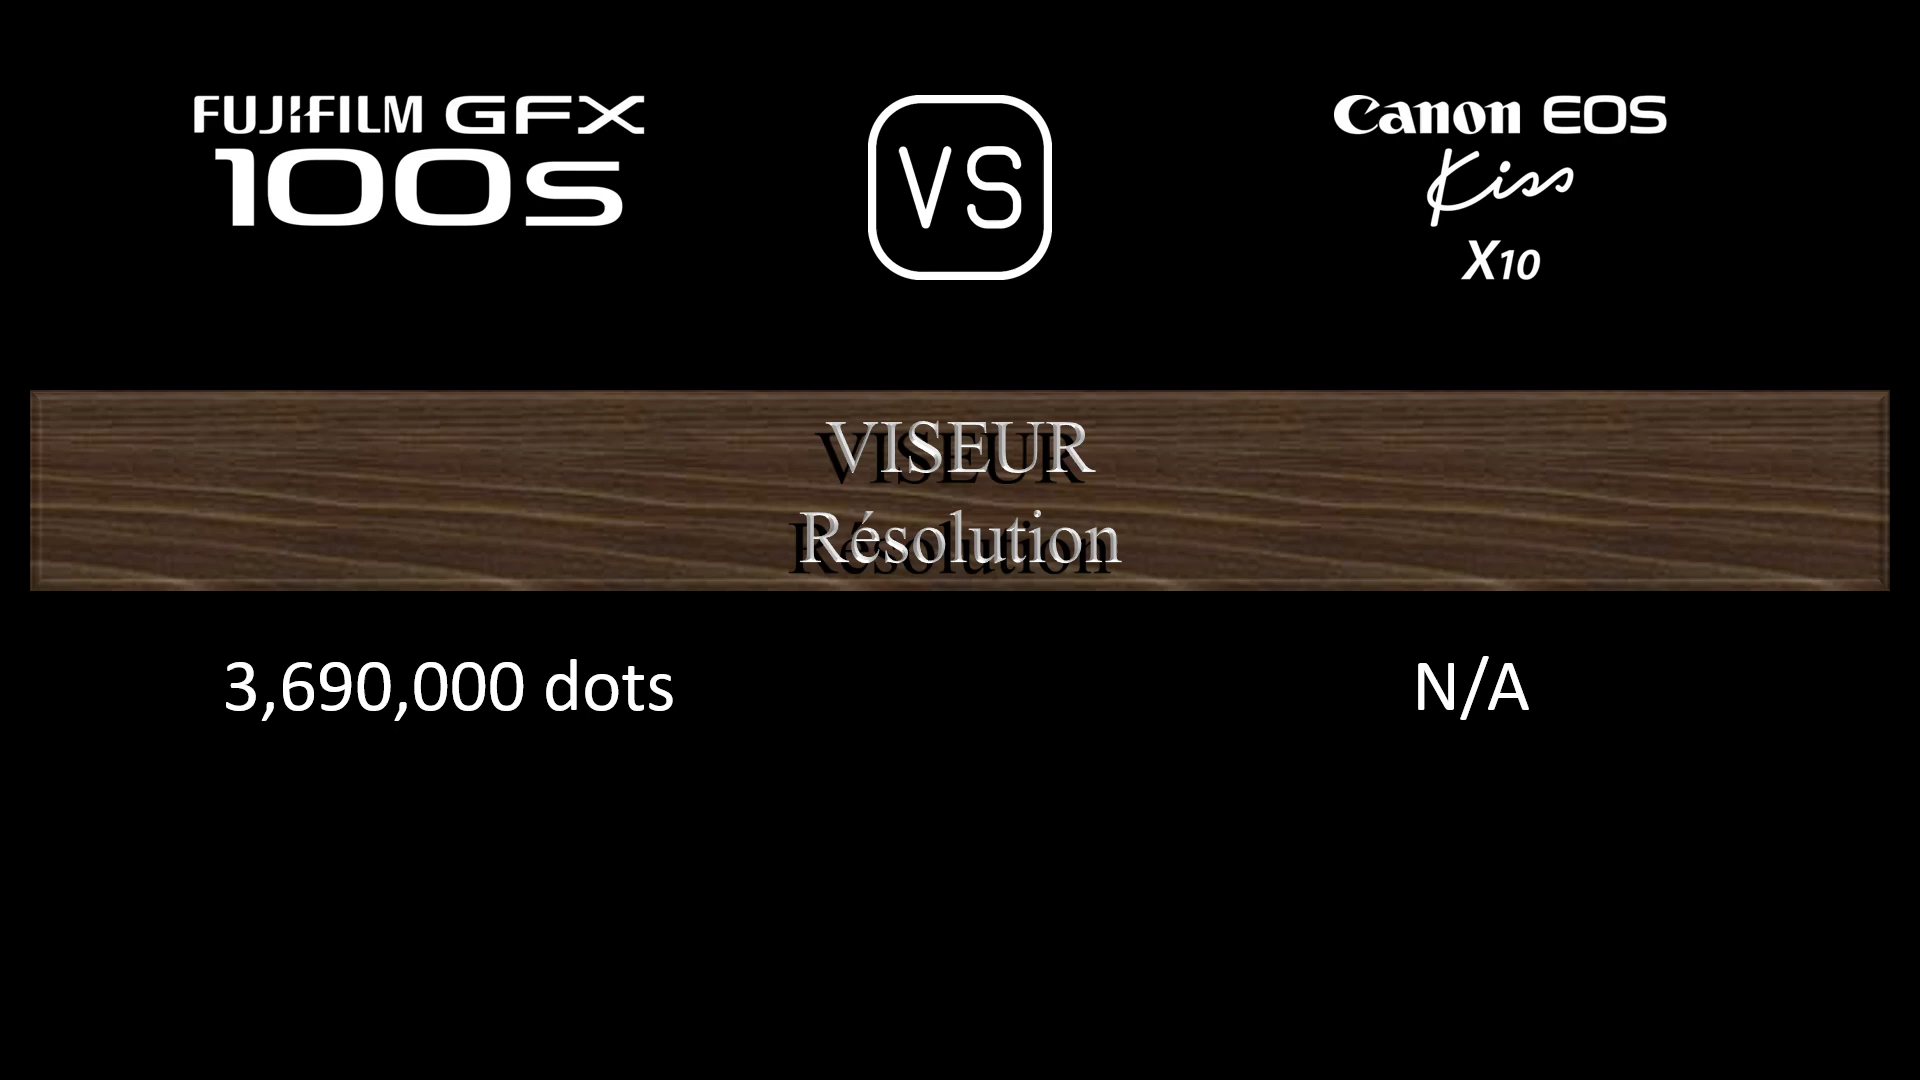 FUJIFILM GFX
100S
VS
Canon EOS
Kiss
X10
VISEUR
Résolution
3,690,000 dots
N/A